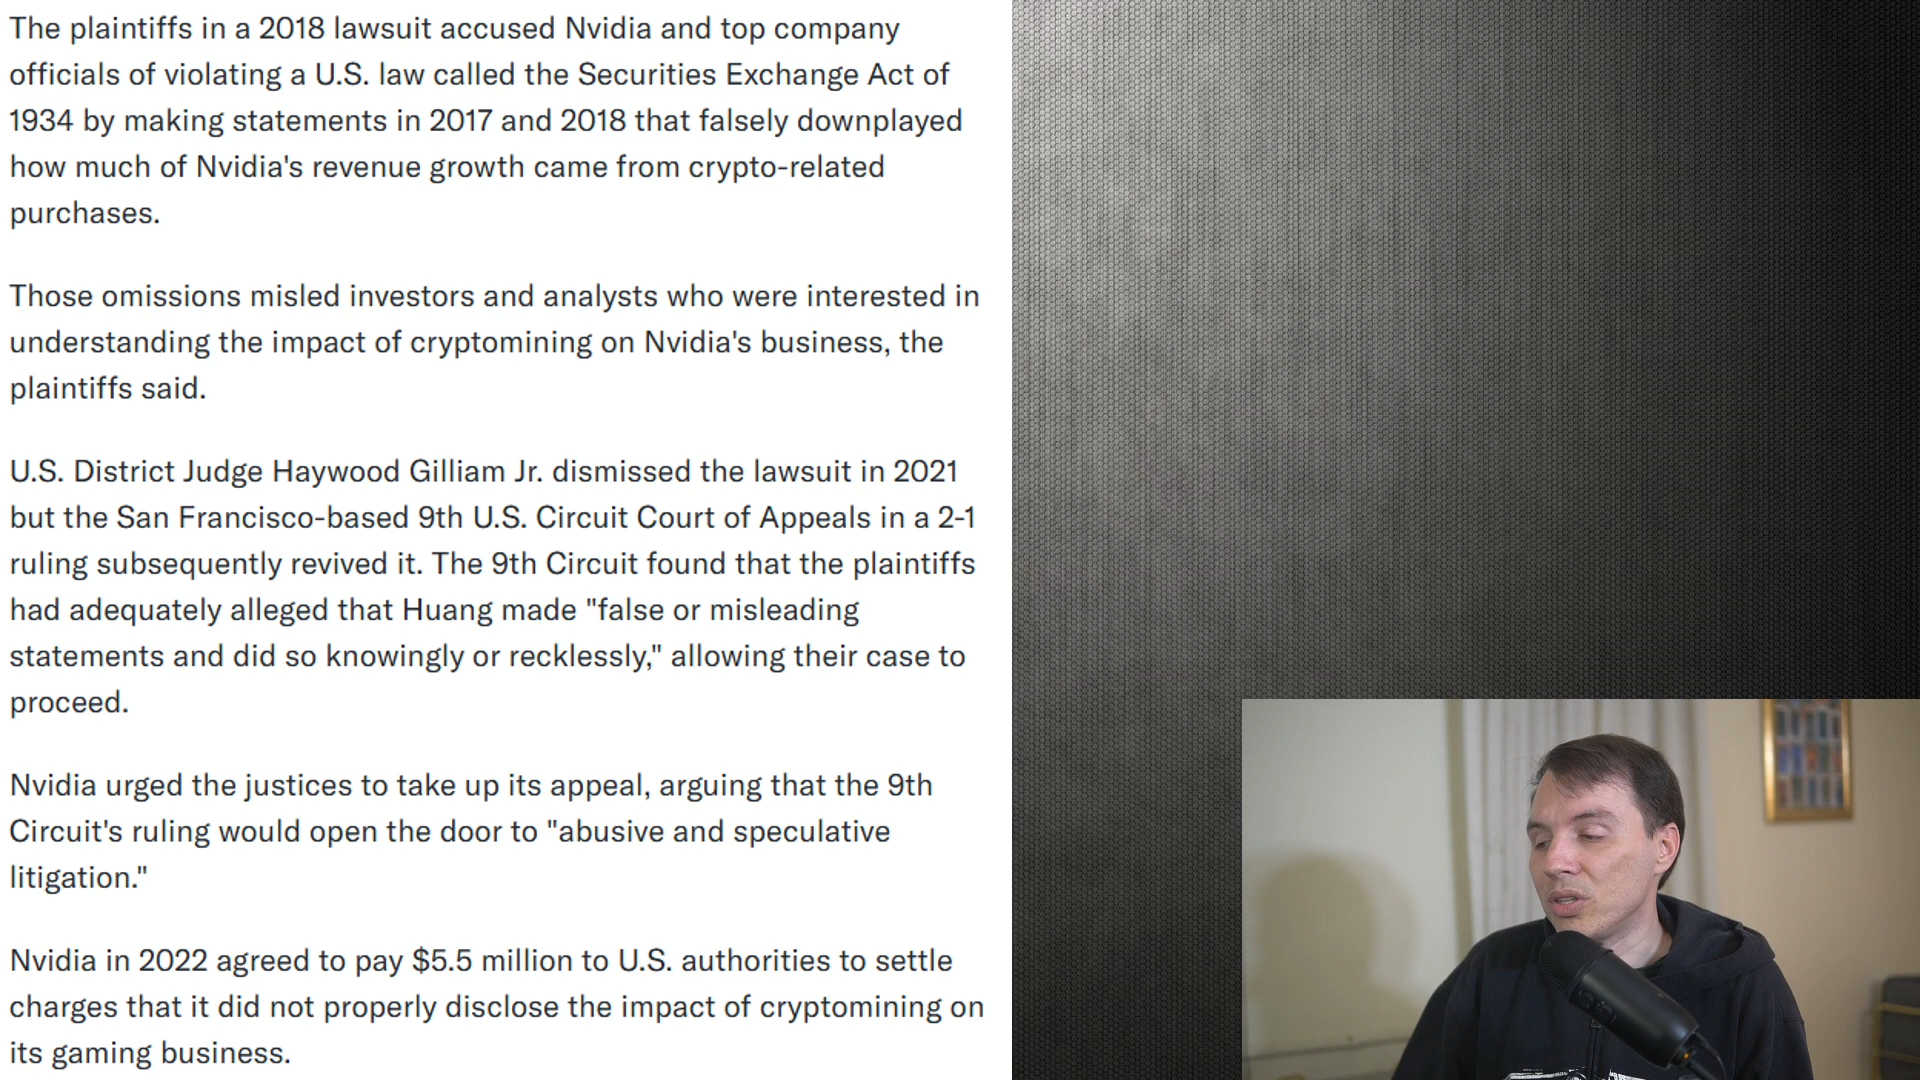 The plaintiffs in a 2018 lawsuit accused Nvidia and top company
officials of violating a U.S. law called the Securities Exchange Act of
1934 by making statements in 2017 and 2018 that falsely downplayed
how much of Nvidia's revenue growth came from crypto-related
purchases.
Those omissions misled investors and analysts who were interested in
understanding the impact of cryptomining on Nvidia's business, the
plaintiffs said.
U.S. District Judge Haywood Gilliam Jr. dismissed the lawsuit in 2021
but the San Francisco-based 9th U.S. Circuit Court of Appeals in a 2-1
ruling subsequently revived it. The 9th Circuit found that the plaintiffs
had adequately alleged that Huang made "false or misleading
statements and did so knowingly or recklessly," allowing their case to
proceed.
Nvidia urged the justices to take up its appeal, arguing that the 9th
Circuit's ruling would open the door to "abusive and speculative
litigation."
Nvidia in 2022 agreed to pay $5.5 million to U.S. authorities to settle
charges that it did not properly disclose the impact of cryptomining on
its gaming business.